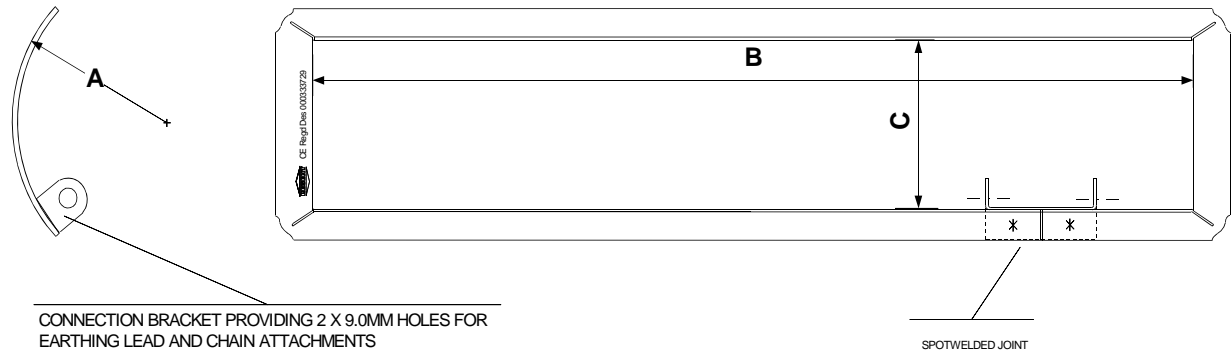 A
B
C
CE Regd Des 000333729
CONNECTION BRACKET PROVIDING 2 X 9.0MM HOLES FOR
EARTHING LEAD AND CHAIN ATTACHMENTS
SPOTWELDED JOINT